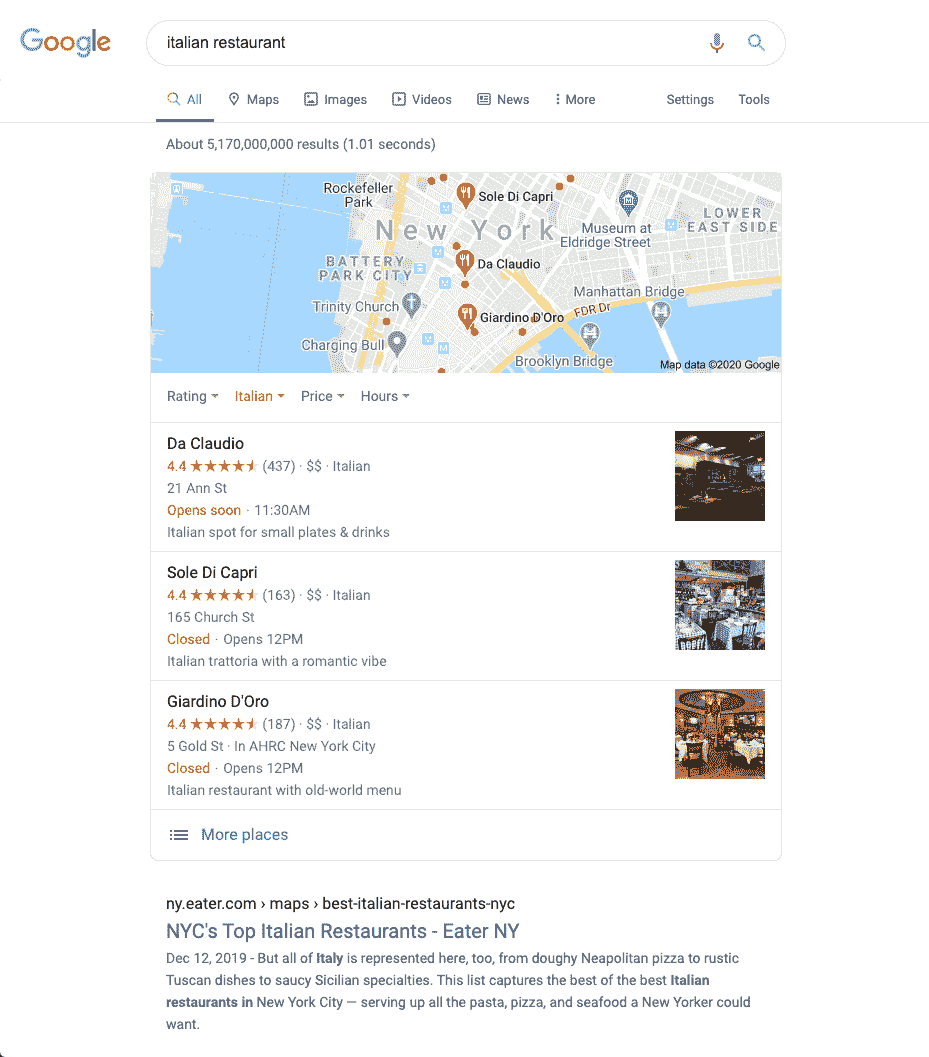 Google
italian restaurant
All Maps Images Videos News More Settings Tools
About 5,170,000,000 results (1.01 seconds)
Rockefeller
Park
Sole Di Capri
New York
Museum at
Eldridge Street
LOWER
EAST SIDE
BATTERY
PARK CITY
Da Claudio
Manhattan Bridge
Trinity Church
Giardino D'Oro
FDR Dr
Charging Bull
Brooklyn Bridge
Map data ©2020 Google
Rating Italian Price Hours
Da Claudio
4.4 ★★★★★ (437) · $$ · Italian
21 Ann St
Opens soon · 11:30AM
Italian spot for small plates & drinks
Sole Di Capri
4.4 ★★★★★ (163) · $$ · Italian
165 Church St
Closed · Opens 12PM
Italian trattoria with a romantic vibe
Giardino D'Oro
4.4 ★★★★★ (187) · $$ · Italian
5 Gold St · In AHRC New York City
Closed · Opens 12PM
Italian restaurant with old-world menu
More places
ny.eater.com › maps › best-italian-restaurants-nyc
NYC's Top Italian Restaurants - Eater NY
Dec 12, 2019 - But all of Italy is represented here, too, from doughy Neapolitan pizza to rustic
Tuscan dishes to saucy Sicilian specialties. This list captures the best of the best Italian
restaurants in New York City — serving up all the pasta, pizza, and seafood a New Yorker could
want.